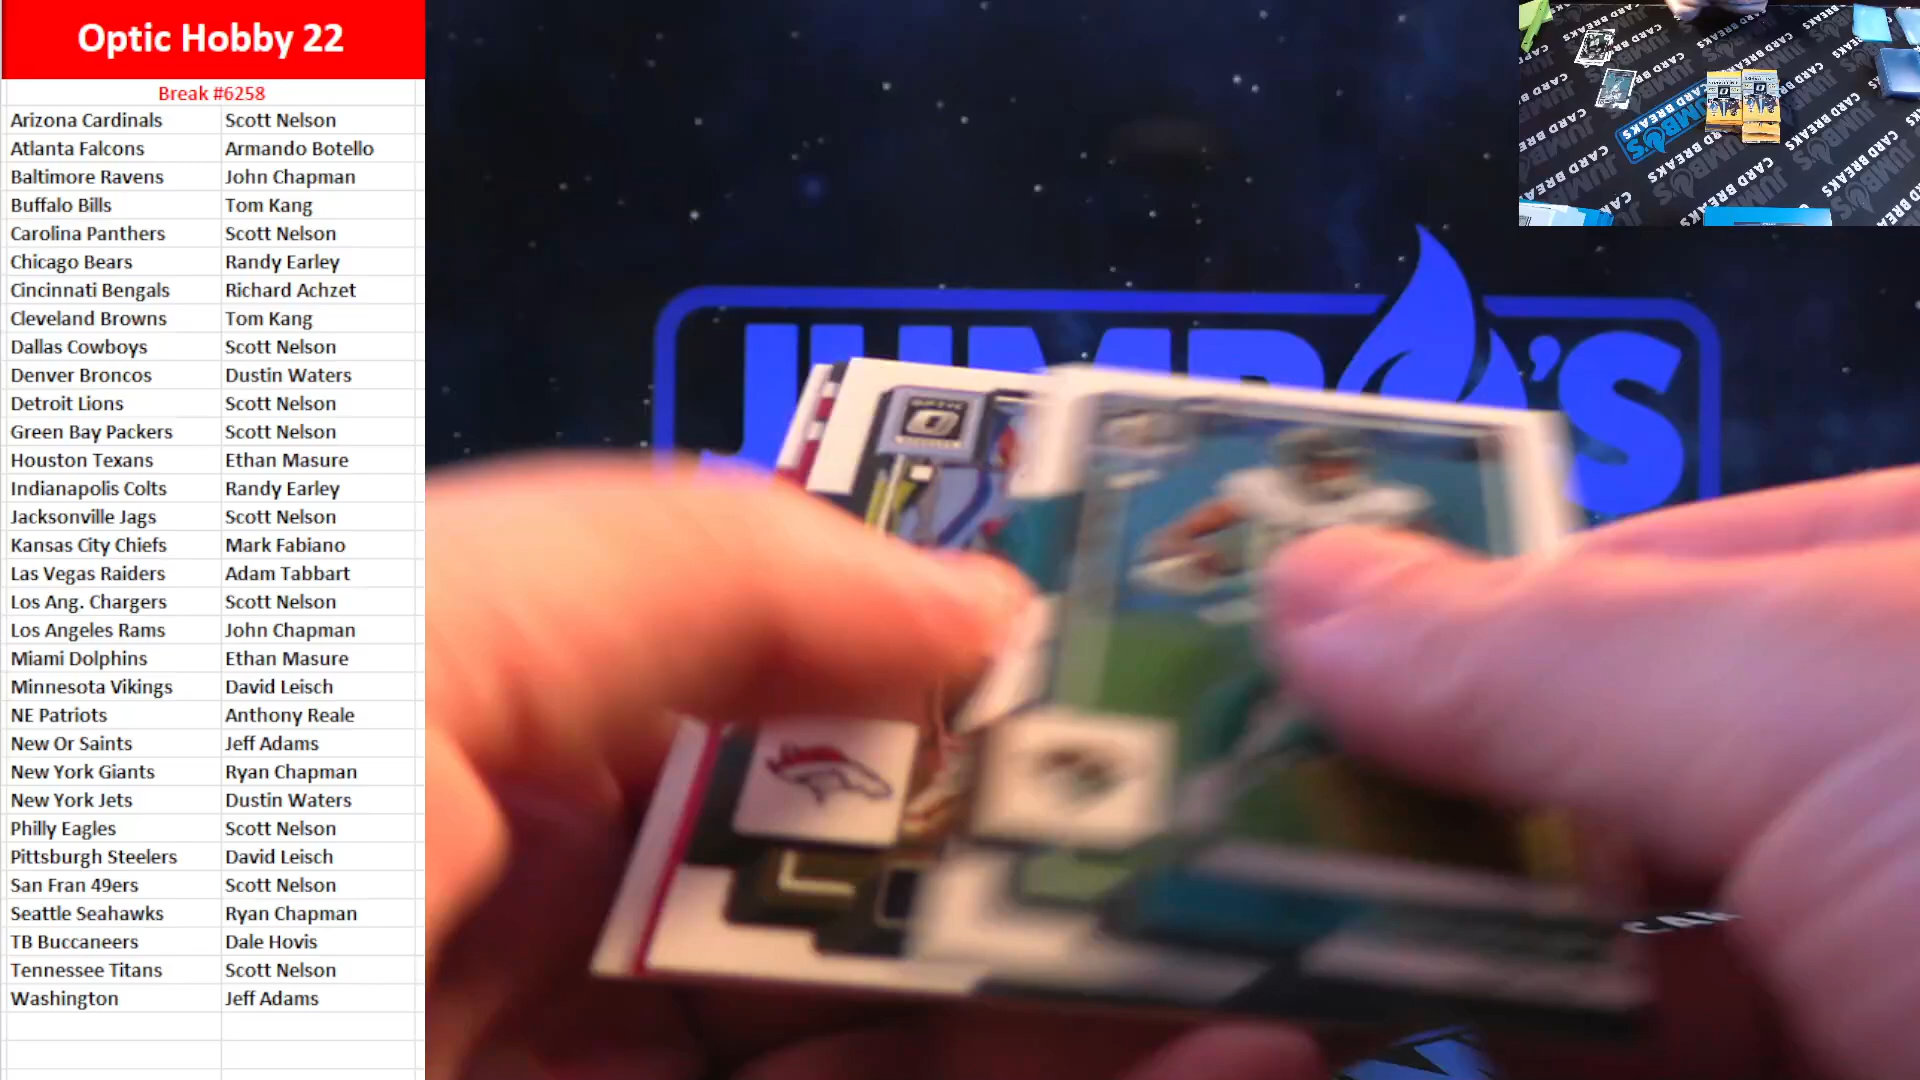 Optic Hobby 22
Break #6258
Arizona Cardinals Scott Nelson
Atlanta Falcons Armando Botello
Baltimore Ravens John Chapman
Buffalo Bills Tom Kang
Carolina Panthers Scott Nelson
Chicago Bears Randy Earley
Cincinnati Bengals Richard Achzet
Cleveland Browns Tom Kang
Dallas Cowboys Scott Nelson
Denver Broncos Dustin Waters
Detroit Lions Scott Nelson
Green Bay Packers Scott Nelson
Houston Texans Ethan Masure
Indianapolis Colts Randy Earley
Jacksonville Jags Scott Nelson
Kansas City Chiefs Mark Fabiano
Las Vegas Raiders Adam Tabbart
Los Ang. Chargers Scott Nelson
Los Angeles Rams John Chapman
Miami Dolphins Ethan Masure
Minnesota Vikings David Leisch
NE Patriots Anthony Reale
New Or Saints Jeff Adams
New York Giants Ryan Chapman
New York Jets Dustin Waters
Philly Eagles Scott Nelson
Pittsburgh Steelers David Leisch
San Fran 49ers Scott Nelson
Seattle Seahawks Ryan Chapman
TB Buccaneers Dale Hovis
Tennessee Titans Scott Nelson
Washington Jeff Adams
JUMBO'S
OPTIC
JUMBO'S
CARD BREAKS